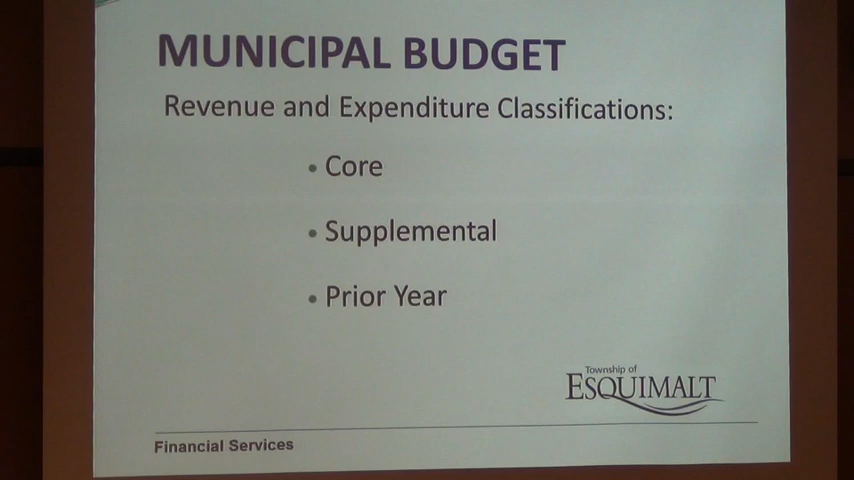 MUNICIPAL BUDGET
Revenue and Expenditure Classifications:
• Core
• Supplemental
• Prior Year
Township of
ESQUIMALT
Financial Services